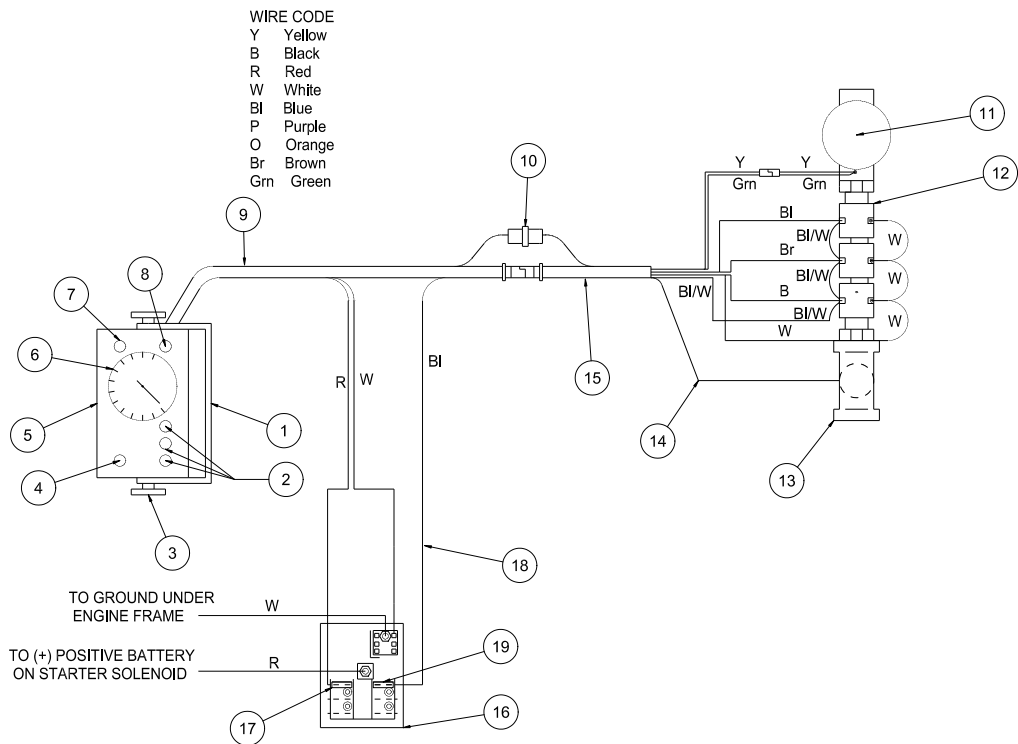 WIRE CODE
Y Yellow
B Black
R Red
W White
Bl Blue
P Purple
O Orange
Br Brown
Grn Green
11
10
Y Y
Grn Grn
12
9
Bl
Bl/W
W
Br
8
7
Bl/W
W
Bl/W
B
6
Bl/W
W
W
R W
Bl
15
5
1
14
4
2
13
3
18
TO GROUND UNDER
ENGINE FRAME
W
19
TO (+) POSITIVE BATTERY
ON STARTER SOLENOID
R
17
16